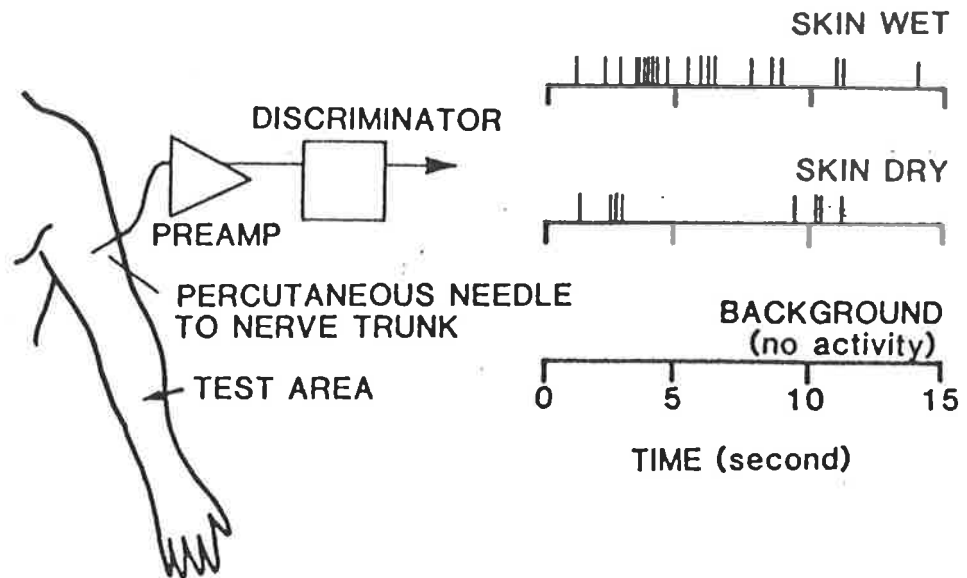 SKIN WET
DISCRIMINATOR
SKIN DRY
PREAMP
PERCUTANEOUS NEEDLE
TO NERVE TRUNK
TEST AREA
BACKGROUND
(no activity)
0 5 10 15
TIME (second)